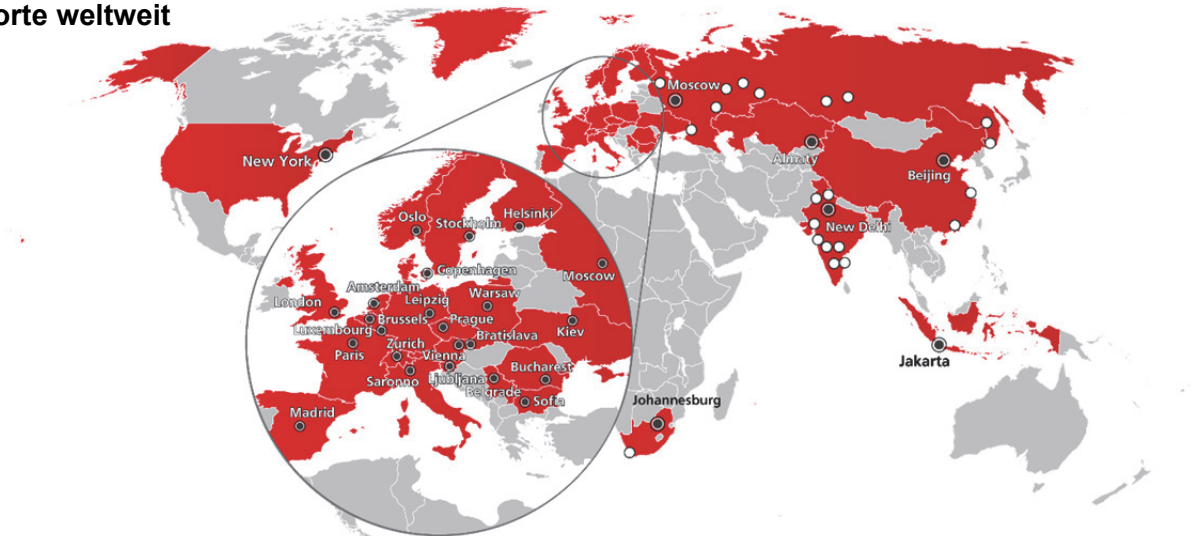 orte weltweit
Moscow
New York
Almaty
Beijing
New Delhi
Jakarta
Johannesburg
Oslo
Stockholm
Helsinki
Copenhagen
Moscow
Amsterdam
London
Leipzig
Warsaw
Brussels
Prague
Luxembourg
Kiev
Bratislava
Zurich
Paris
Vienna
Bucharest
Saronno
Ljubljana
Belgrade
Sofia
Madrid